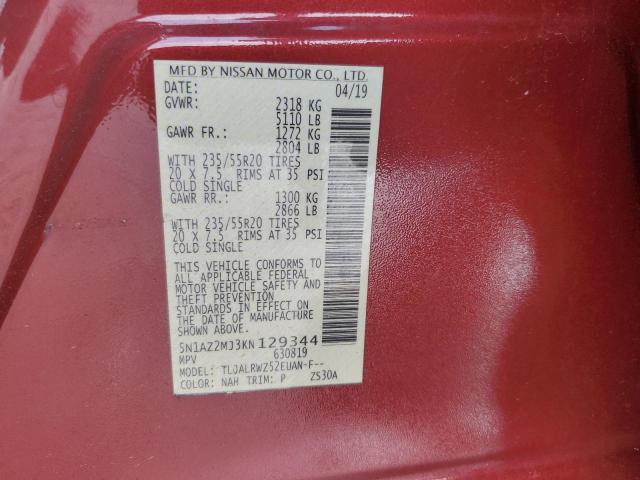 MFD BY NISSAN MOTOR CO., LTD.
DATE: 04/19
GVWR: 2318 KG
5110 LB
GAWR FR.: 1272 KG
2804 LB
WITH 235/55R20 TIRES
20 X 7.5 RIMS AT 35 PSI
COLD SINGLE
GAWR RR.: 1300 KG
2866 LB
WITH 235/55R20 TIRES
20 X 7.5 RIMS AT 35 PSI
COLD SINGLE
THIS VEHICLE CONFORMS TO
ALL APPLICABLE FEDERAL
MOTOR VEHICLE SAFETY AND
THEFT PREVENTION
STANDARDS IN EFFECT ON
THE DATE OF MANUFACTURE
SHOWN ABOVE.
5N1AZ2MJ3KN129344
MPV 630819
MODEL: TLJALRWZ52EUAN-F--
COLOR: NAH TRIM: P ZS30A